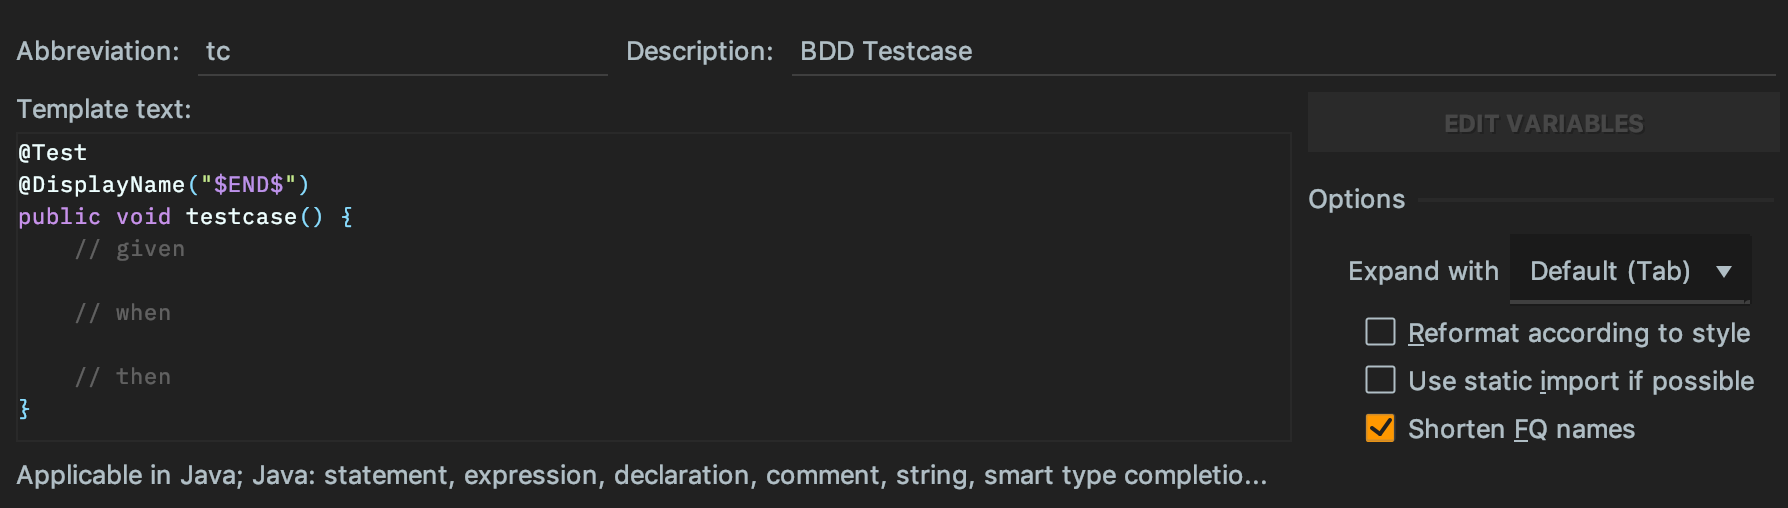 Abbreviation: tc Description: BDD Testcase
Template text:
EDIT VARIABLES
@Test
@DisplayName("$END$")
public void testcase() {
    // given
    // when
    // then
}
Options
Expand with Default (Tab)
Reformat according to style
Use static import if possible
Shorten FQ names
Applicable in Java; Java: statement, expression, declaration, comment, string, smart type completio...